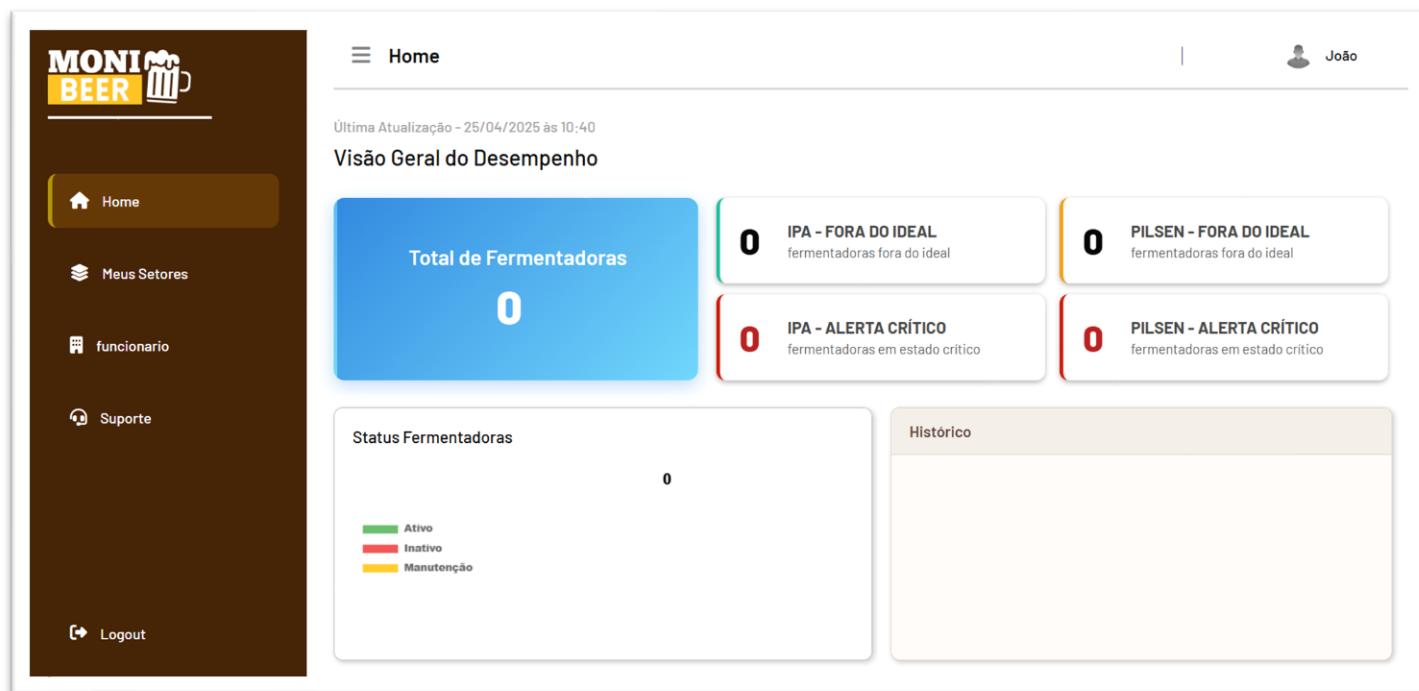 MONI
BEER
Home
Meus Setores
funcionario
Suporte
Logout
Home
João
Última Atualização - 25/04/2025 às 10:40
Visão Geral do Desempenho
Total de Fermentadoras
0
0
IPA - FORA DO IDEAL
fermentadoras fora do ideal
0
PILSEN - FORA DO IDEAL
fermentadoras fora do ideal
0
IPA - ALERTA CRÍTICO
fermentadoras em estado crítico
0
PILSEN - ALERTA CRÍTICO
fermentadoras em estado crítico
Status Fermentadoras
0
Ativo
Inativo
Manutenção
Histórico